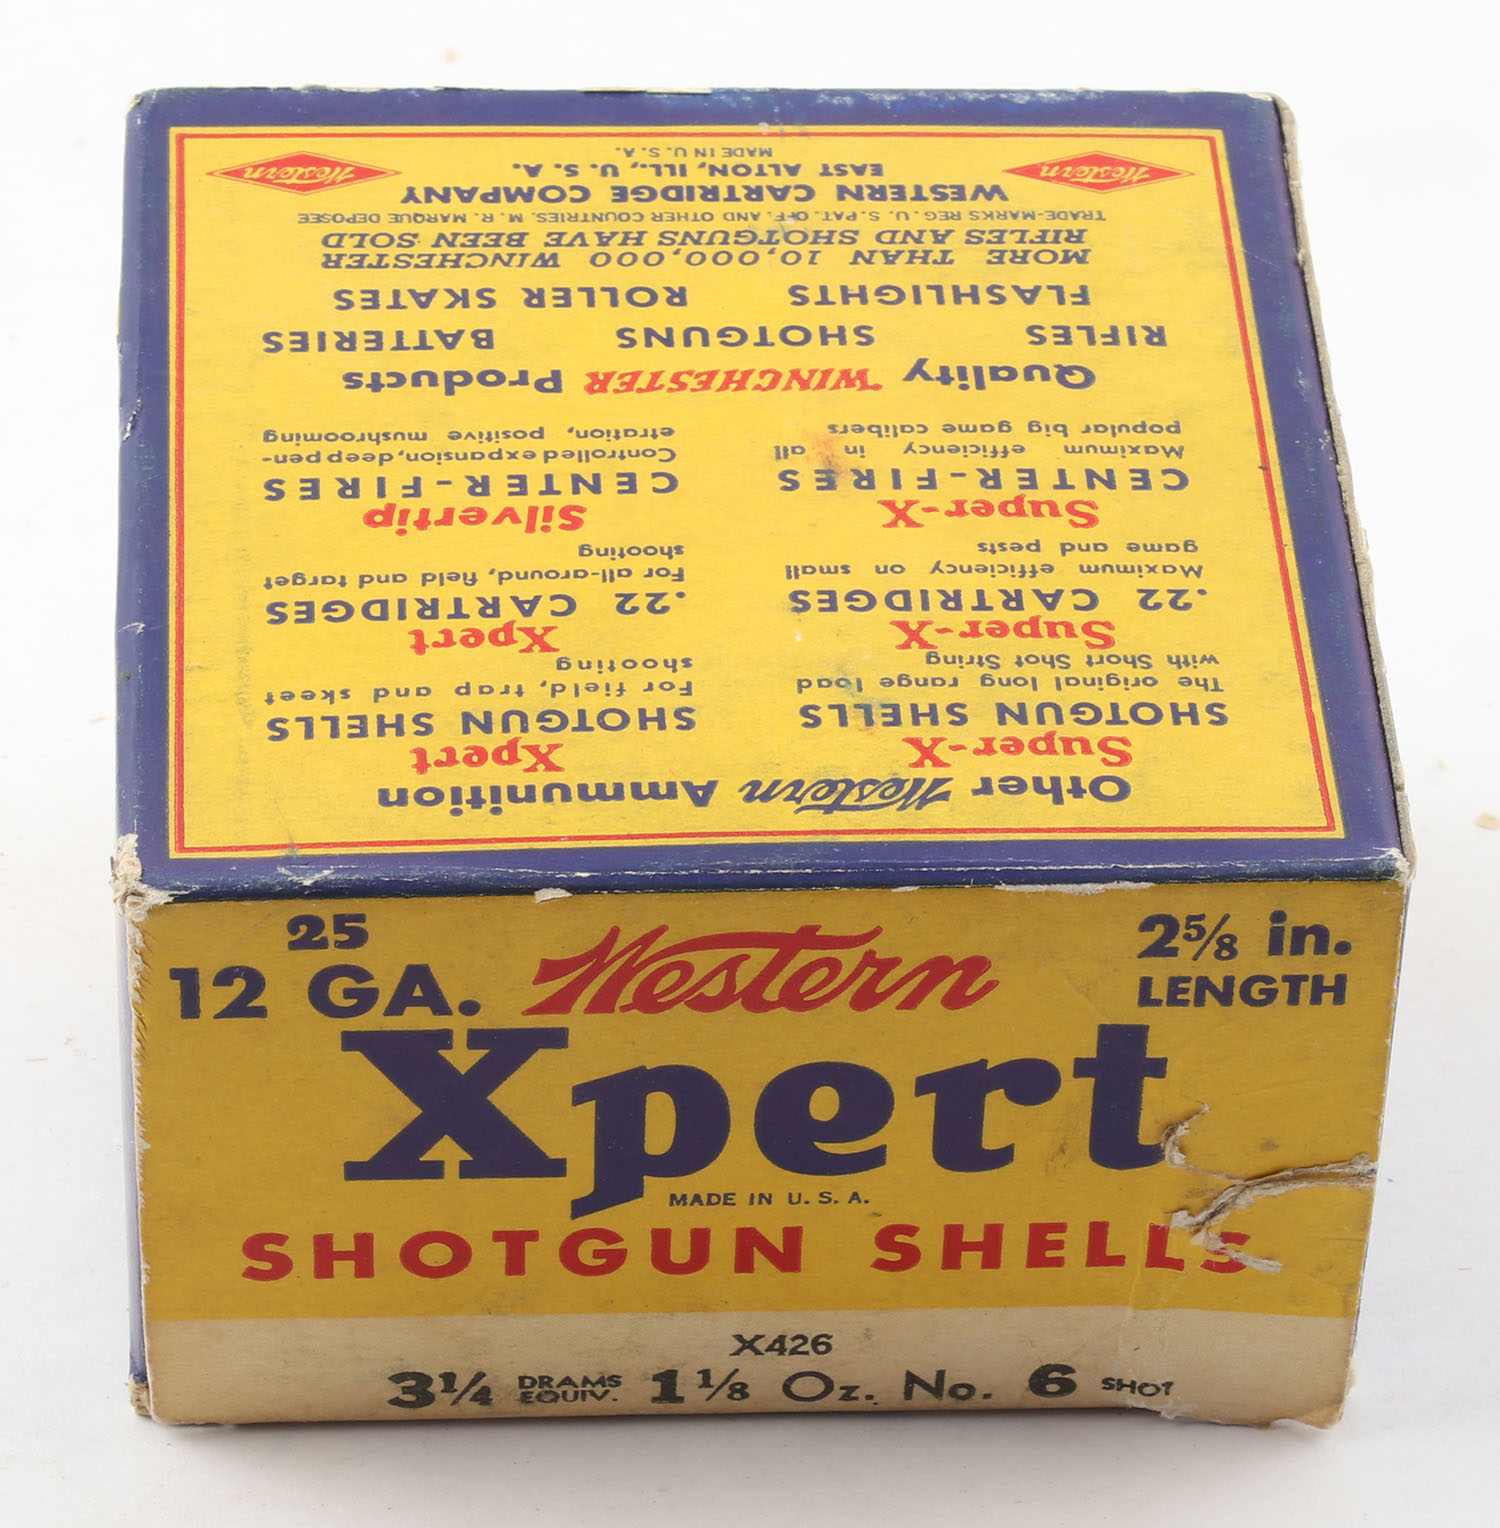 25
12 GA.
Western
2 5/8 in.
LENGTH
Xpert
MADE IN U. S. A.
SHOTGUN SHELLS
X426
3 1/4 DRAMS EQUIV. 1 1/8 Oz. No. 6 SHOT
Other Western Ammunition
Super-X
SHOTGUN SHELLS
The original long range load
with Short Shot String
Xpert
SHOTGUN SHELLS
For field, trap and skeet
shooting
Super-X
.22 CARTRIDGES
Maximum efficiency on small
game and pests
Xpert
.22 CARTRIDGES
For all-around, field and target
shooting
Super-X
CENTER-FIRES
Maximum efficiency in all
popular big game calibers
Silvertip
CENTER-FIRES
Controlled expansion, deep pen-
etration, positive mushrooming
Quality WINCHESTER Products
RIFLES SHOTGUNS BATTERIES
FLASHLIGHTS ROLLER SKATES
MORE THAN 10,000,000 WINCHESTER
RIFLES AND SHOTGUNS HAVE BEEN SOLD
TRADE-MARKS REG. U. S. PAT. OFF. AND OTHER COUNTRIES. M. R. MARQUE DEPOSEE
WESTERN CARTRIDGE COMPANY
EAST ALTON, ILL., U. S. A.
MADE IN U. S. A.
Western
Western